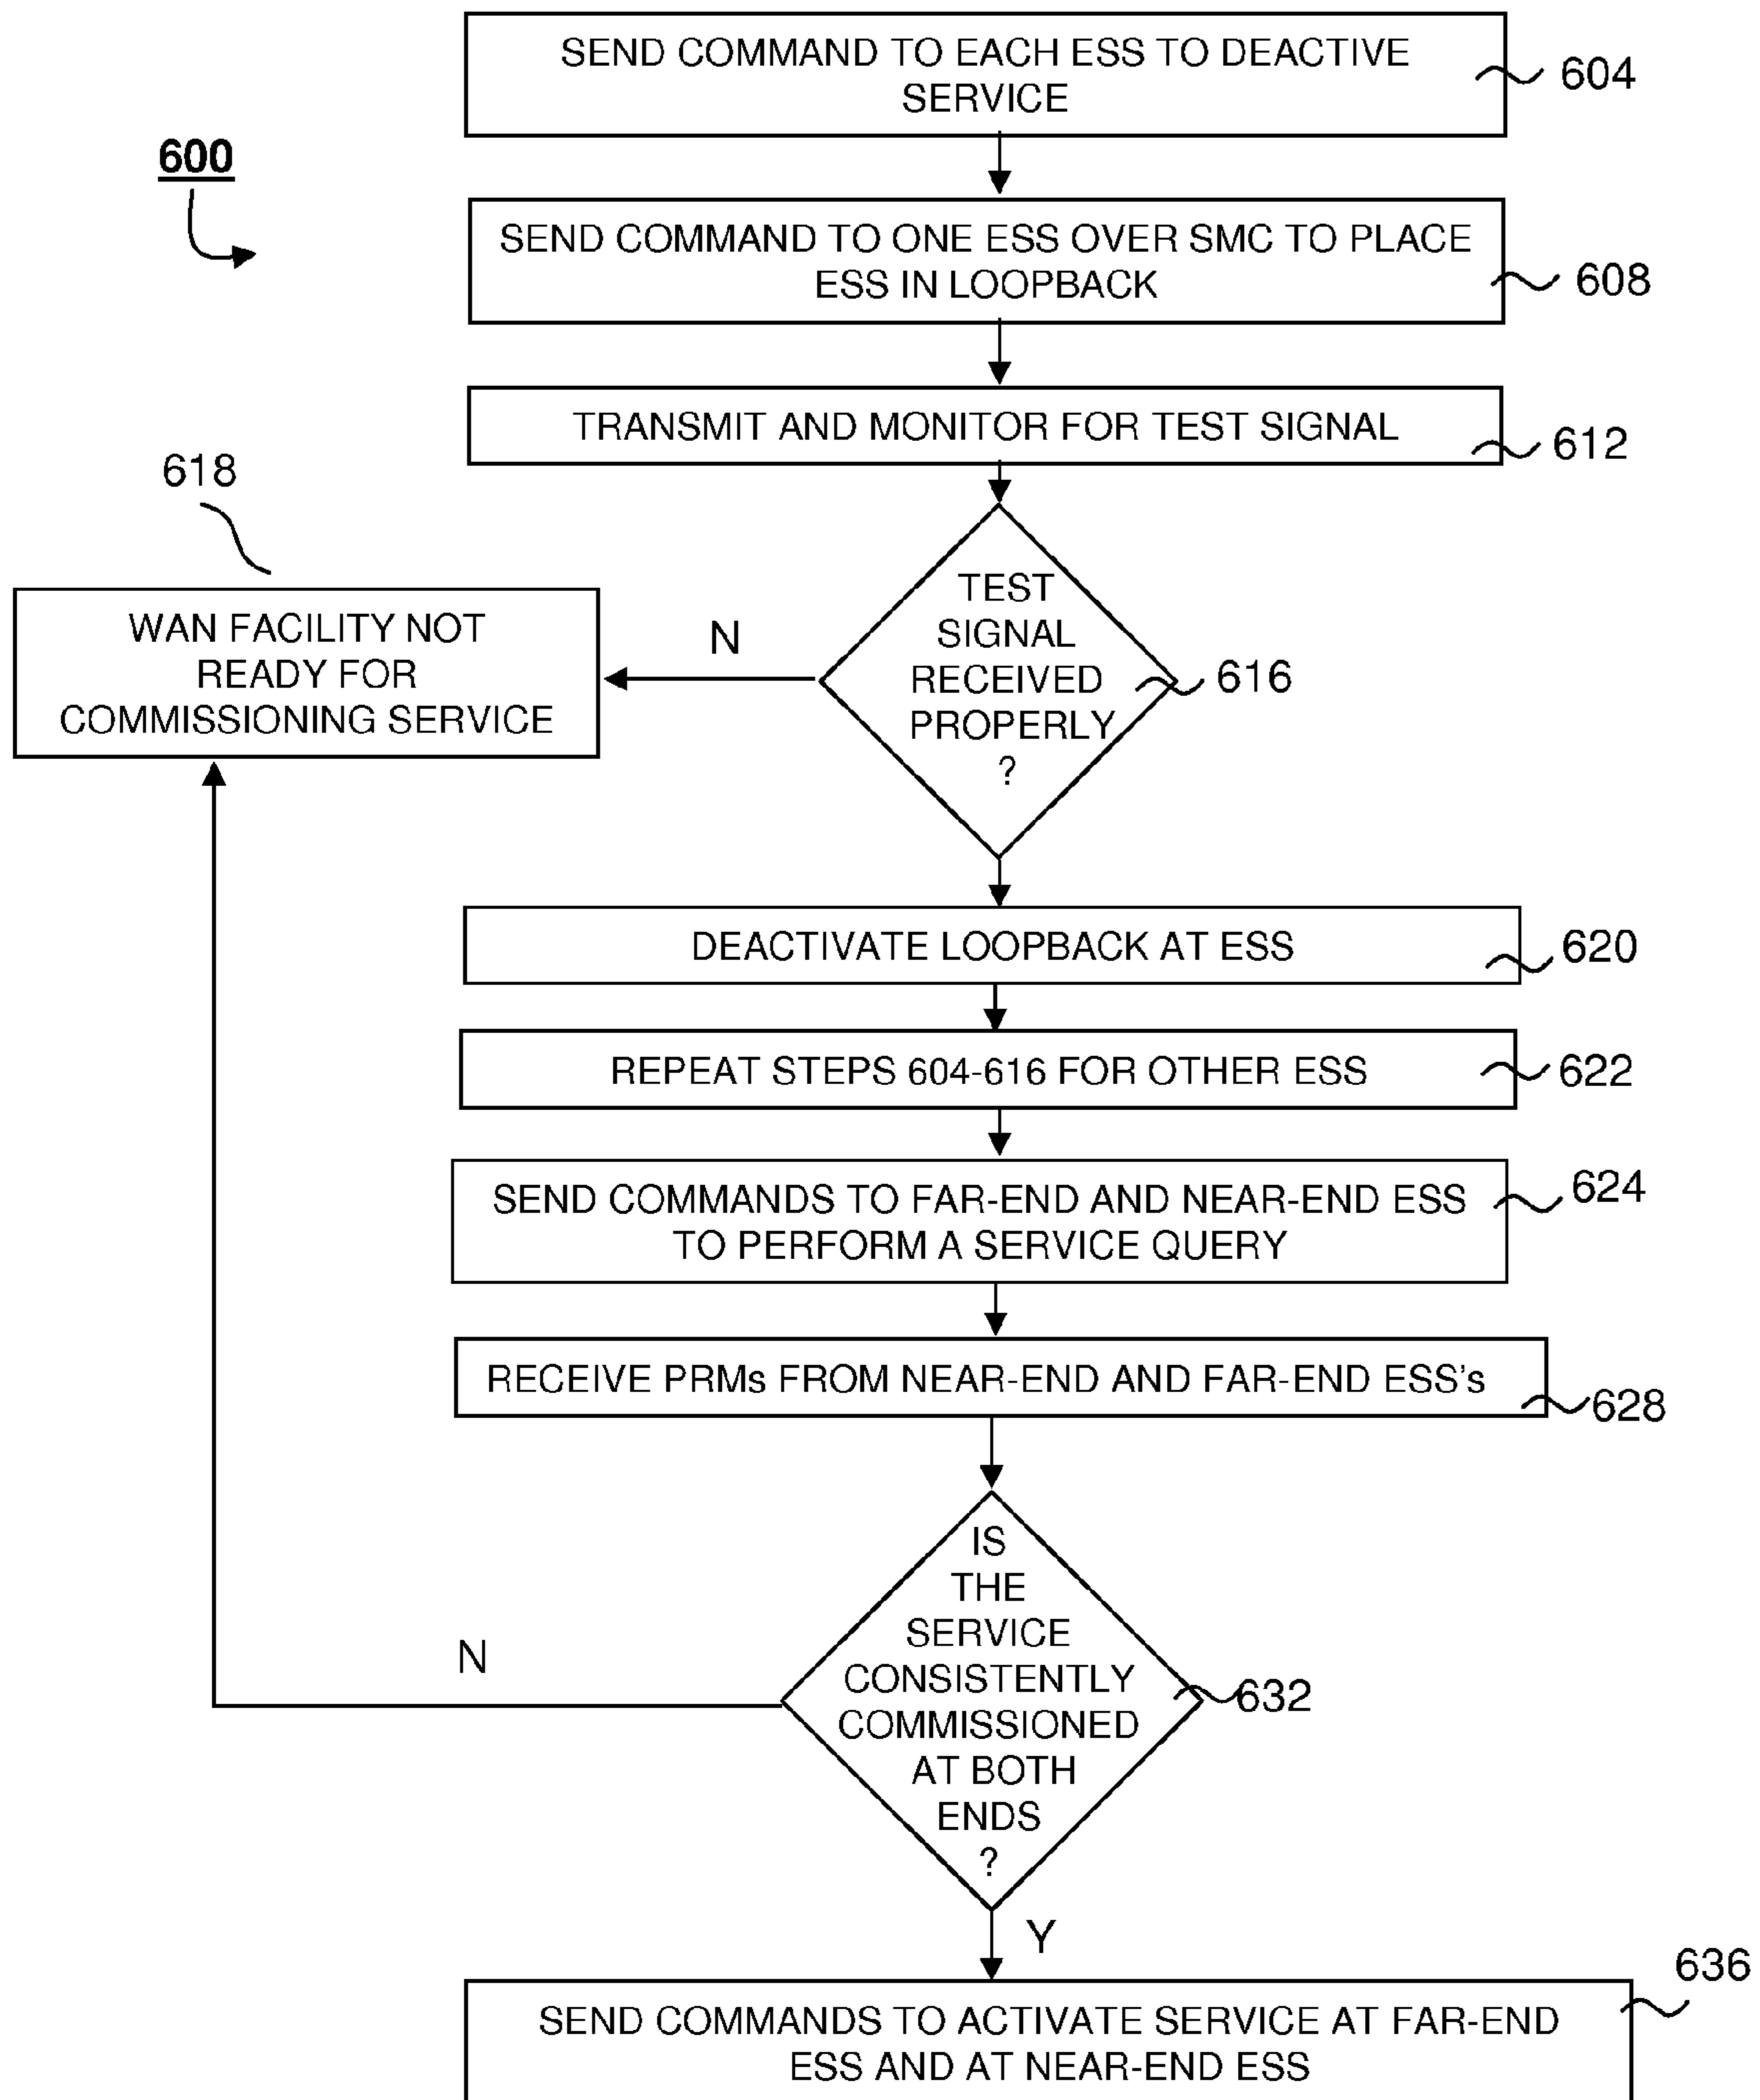 SEND COMMAND TO EACH ESS TO DEACTIVE
SERVICE
604
600
SEND COMMAND TO ONE ESS OVER SMC TO PLACE
ESS IN LOOPBACK
608
TRANSMIT AND MONITOR FOR TEST SIGNAL
612
618
TEST
SIGNAL
RECEIVED
PROPERLY
?
616
N
WAN FACILITY NOT
READY FOR
COMMISSIONING SERVICE
DEACTIVATE LOOPBACK AT ESS
620
REPEAT STEPS 604-616 FOR OTHER ESS
622
SEND COMMANDS TO FAR-END AND NEAR-END ESS
TO PERFORM A SERVICE QUERY
624
RECEIVE PRMs FROM NEAR-END AND FAR-END ESS's
628
IS
THE
SERVICE
CONSISTENTLY
COMMISSIONED
AT BOTH
ENDS
?
632
N
Y
636
SEND COMMANDS TO ACTIVATE SERVICE AT FAR-END
ESS AND AT NEAR-END ESS